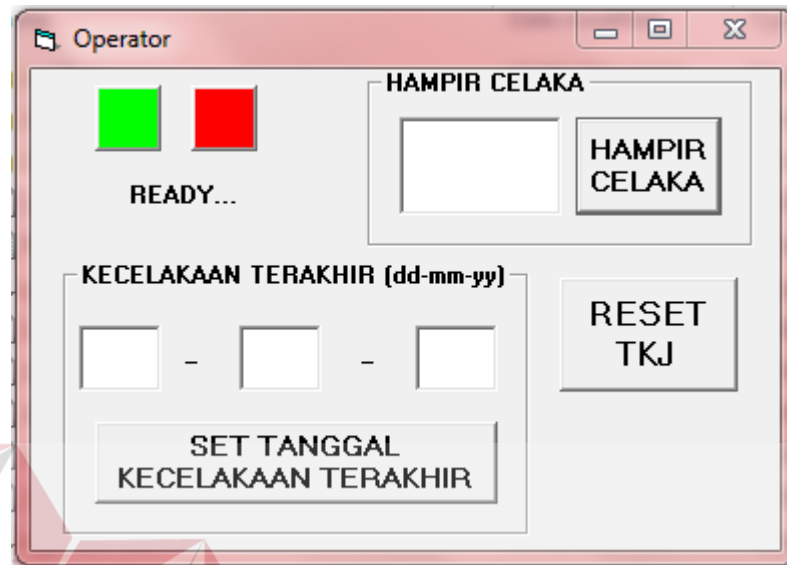 Operator
READY...
HAMPIR CELAKA
HAMPIR
CELAKA
KECELAKAAN TERAKHIR (dd-mm-yy)
- -
SET TANGGAL
KECELAKAAN TERAKHIR
RESET
TKJ